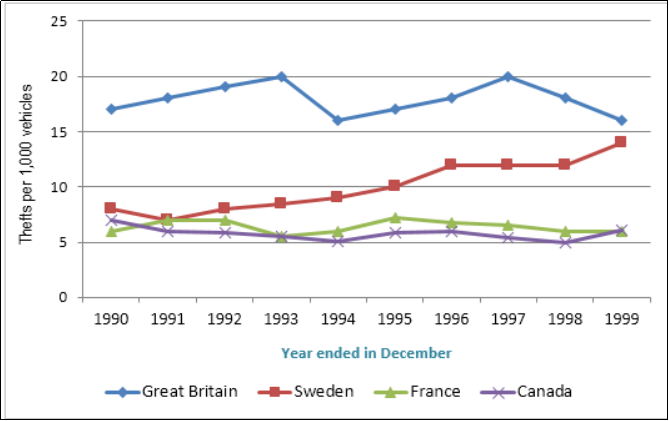 25
20
15
10
5
0
Thefts per 1,000 vehicles
1990 1991 1992 1993 1994 1995 1996 1997 1998 1999
Year ended in December
Great Britain Sweden France Canada